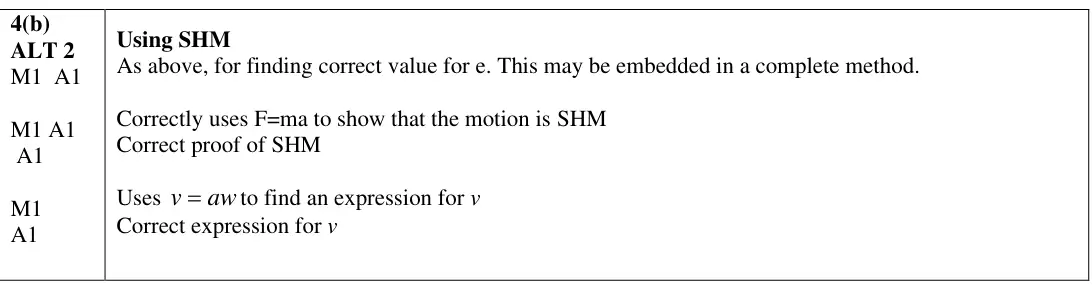 4(b)
ALT 2
M1 A1
Using SHM
As above, for finding correct value for e. This may be embedded in a complete method.
M1 A1
A1
Correctly uses F=ma to show that the motion is SHM
Correct proof of SHM
M1
A1
Uses v = aw to find an expression for v
Correct expression for v